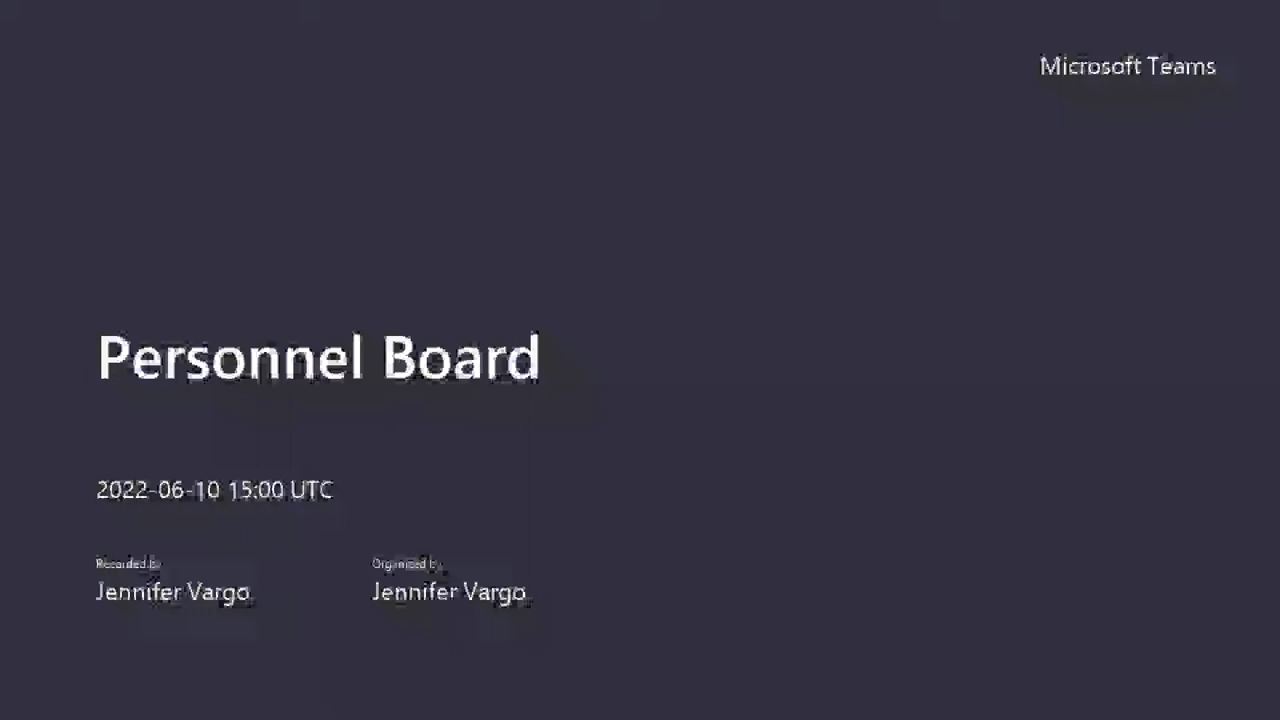 Microsoft Teams
Personnel Board
2022-06-10 15:00 UTC
Recorded by
Organized by
Jennifer Vargo
Jennifer Vargo